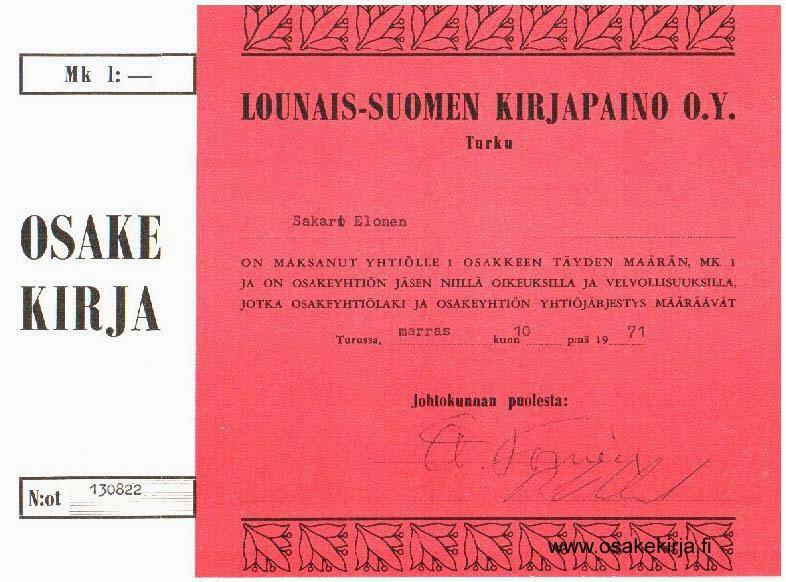 Mk 1: —
OSAKE
KIRJA
N:ot 130822
LOUNAIS-SUOMEN KIRJAPAINO O.Y.
Turku
Sakari Elonen
ON MAKSANUT YHTIÖLLE 1 OSAKKEEN TÄYDEN MÄÄRÄN, MK 1
JA ON OSAKEYHTIÖN JÄSEN NIILLÄ OIKEUKSILLA JA VELVOLLISUUKSILLA,
JOTKA OSAKEYHTIÖLAKI JA OSAKEYHTIÖN YHTIÖJÄRJESTYS MÄÄRÄÄVÄT
Turussa, marras kuun 10 p:nä 19 71
Johtokunnan puolesta:
www.osakekirja.fi